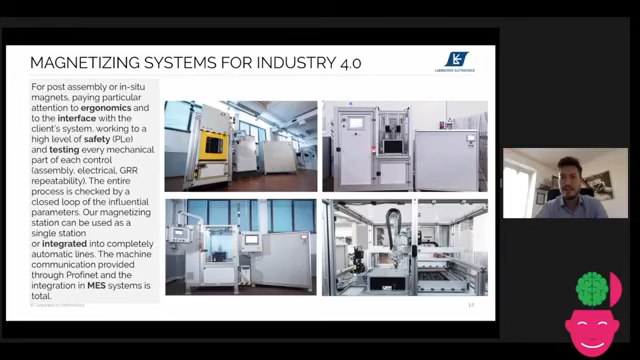 MAGNETIZING SYSTEMS FOR INDUSTRY 4.0
For post assembly or in-situ
magnets, paying particular
attention to ergonomics and
to the interface with the
client's system, working to a
high level of safety (PLe)
and testing every mechanical
part of each control
(assembly, electrical, GRR
repeatability). The entire
process is checked by a
closed loop of the influential
parameters. Our magnetizing
station can be used as a
single station
or integrated into completely
automatic lines. The machine
communication provided
through Profinet and the
integration in MES systems is
total.
14